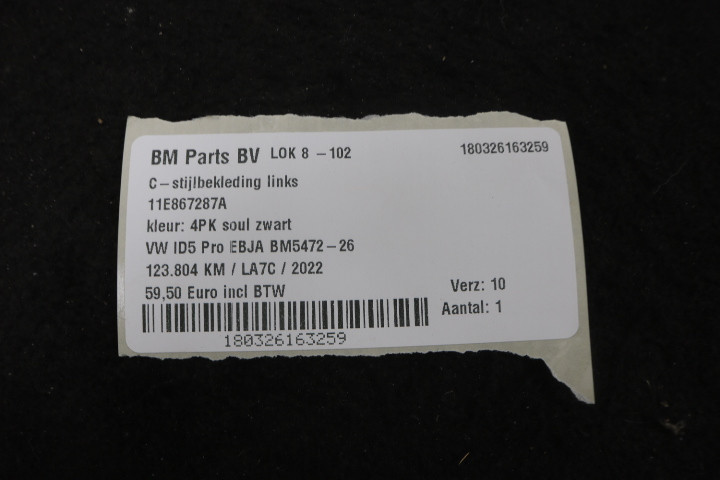 BM Parts BV LOK 8 -102 180326163259
C-stijlbekleding links
11E867287A
kleur: 4PK soul zwart
VW ID5 Pro EBJA BM5472-26
123.804 KM / LA7C / 2022
59,50 Euro incl BTW Verz: 10
Aantal: 1
180326163259